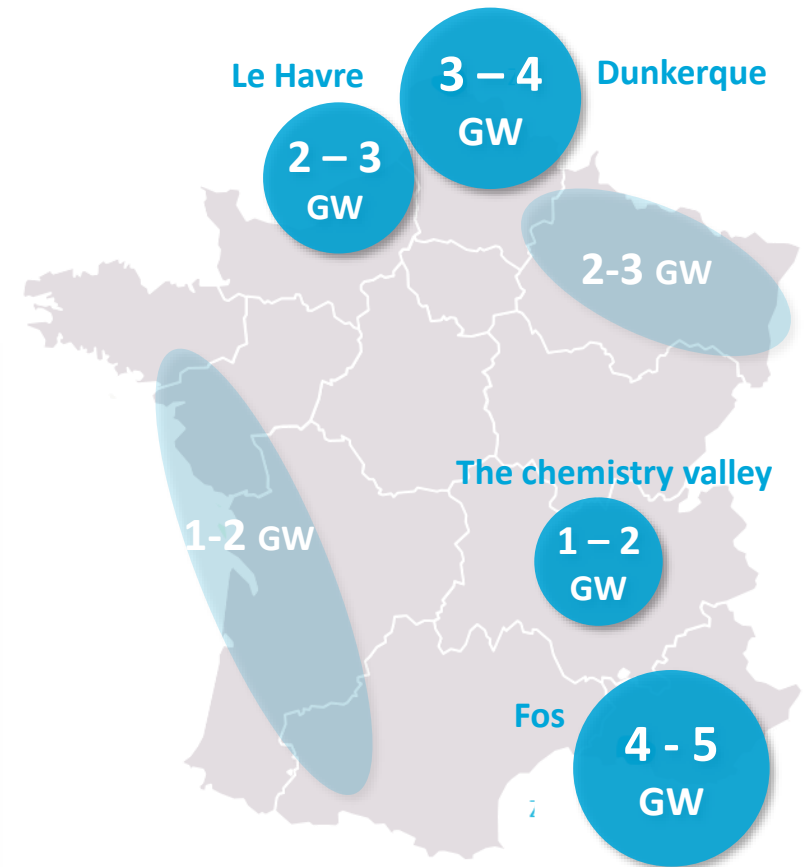 Le Havre
3 – 4
GW
Dunkerque
2 – 3
GW
2-3 GW
1-2 GW
The chemistry valley
1 – 2
GW
Fos
4 - 5
GW